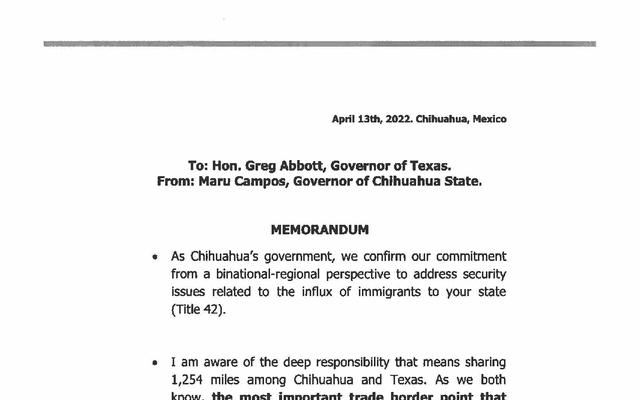 April 13th, 2022. Chihuahua, Mexico
To: Hon. Greg Abbott, Governor of Texas.
From: Maru Campos, Governor of Chihuahua State.
MEMORANDUM
• As Chihuahua's government, we confirm our commitment
from a binational-regional perspective to address security
issues related to the influx of immigrants to your state
(Title 42).
• I am aware of the deep responsibility that means sharing
1,254 miles among Chihuahua and Texas. As we both
know, the most important trade border point that